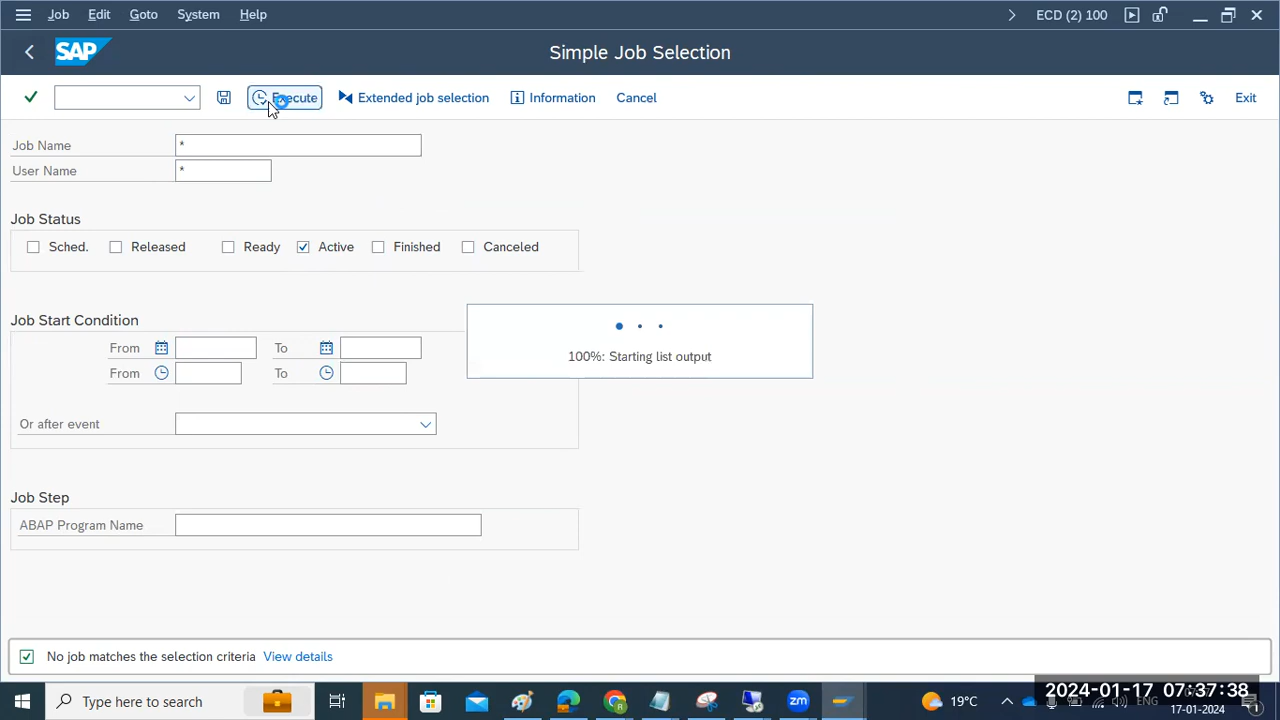 Job Edit Goto System Help ECD (2) 100
SAP Simple Job Selection
Execute Extended job selection Information Cancel Exit
Job Name *
User Name *
Job Status
Sched. Released Ready Active Finished Canceled
Job Start Condition
From To
From To
100%: Starting list output
Or after event
Job Step
ABAP Program Name
No job matches the selection criteria View details
Type here to search 19°C ENG
2024-01-17 07:37:38
17-01-2024